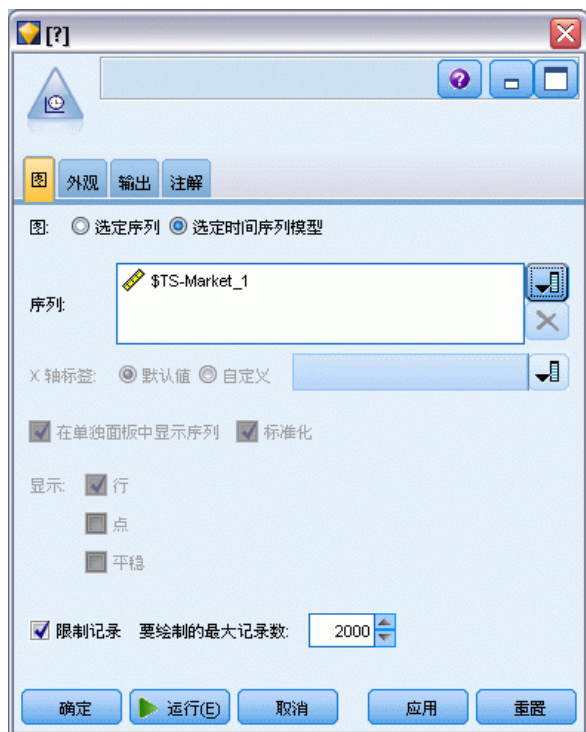 [?]
图 外观 输出 注解
图: 选定序列 选定时间序列模型
序列: $TS-Market_1
X 轴标签: 默认值 自定义
在单独面板中显示序列 标准化
显示: 行
点
平稳
限制记录 要绘制的最大记录数: 2000
确定 运行(E) 取消 应用 重置